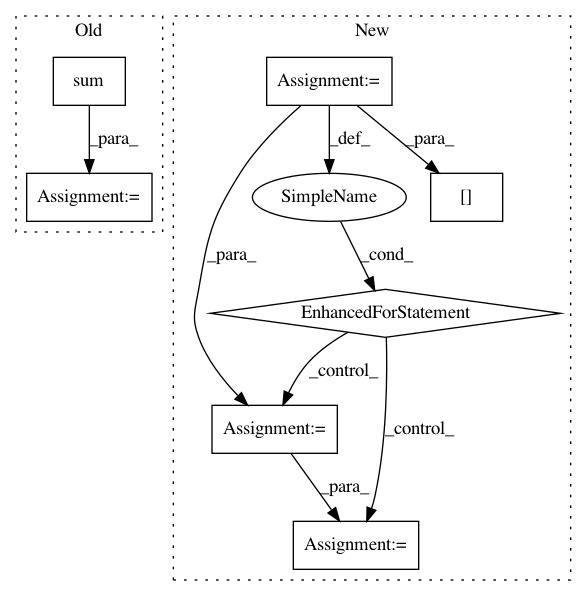 Old
New
sum
Assignment:=
_para_
_def_
_para_
Assignment:=
SimpleName
[]
_para_
_cond_
EnhancedForStatement
_control_
_control_
Assignment:=
_para_
Assignment:=